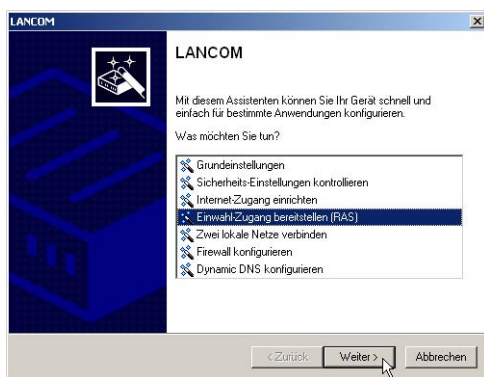 LANCOM
LANCOM
Mit diesem Assistenten können Sie Ihr Gerät schnell und
einfach für bestimmte Anwendungen konfigurieren.
Was möchten Sie tun?
Grundeinstellungen
Sicherheits-Einstellungen kontrollieren
Internet-Zugang einrichten
Einwahl-Zugang bereitstellen (RAS)
Zwei lokale Netze verbinden
Firewall konfigurieren
Dynamic DNS konfigurieren
< Zurück Weiter > Abbrechen